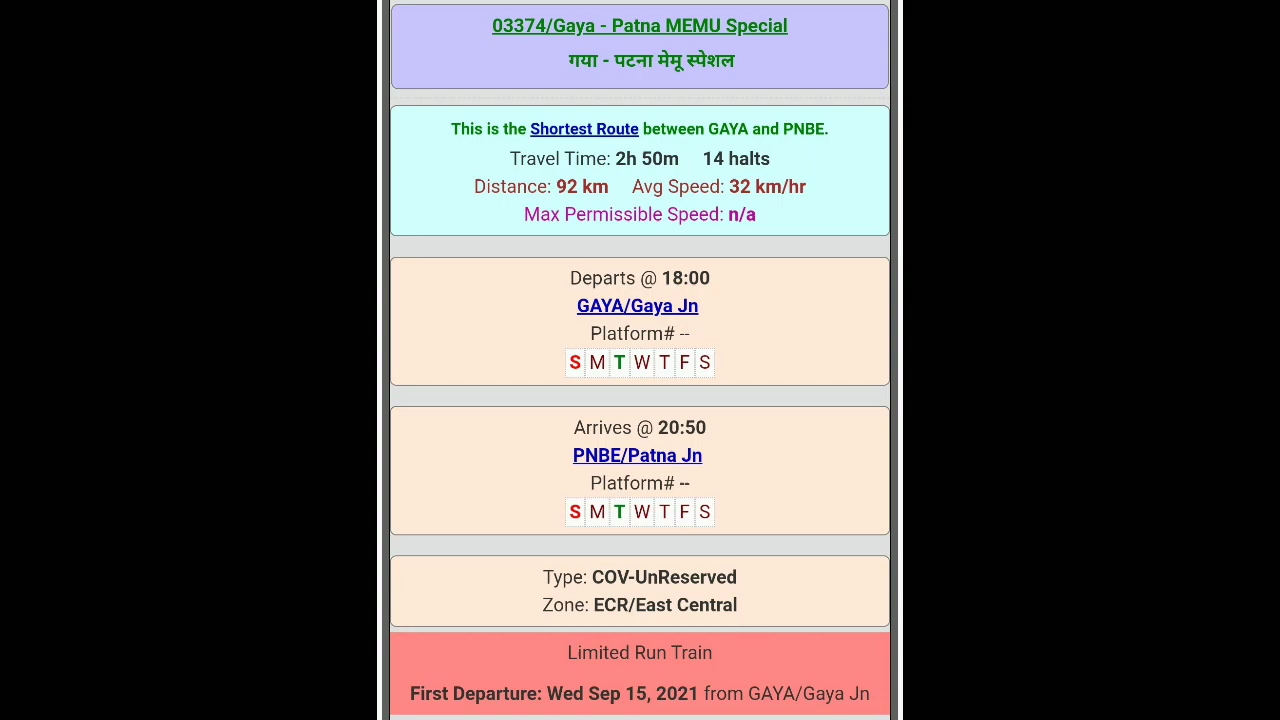 03374/Gaya - Patna MEMU Special
गया - पटना मेमू स्पेशल
This is the Shortest Route between GAYA and PNBE.
Travel Time: 2h 50m 14 halts
Distance: 92 km Avg Speed: 32 km/hr
Max Permissible Speed: n/a
Departs @ 18:00
GAYA/Gaya Jn
Platform# --
S M T W T F S
Arrives @ 20:50
PNBE/Patna Jn
Platform# --
S M T W T F S
Type: COV-UnReserved
Zone: ECR/East Central
Limited Run Train
First Departure: Wed Sep 15, 2021 from GAYA/Gaya Jn